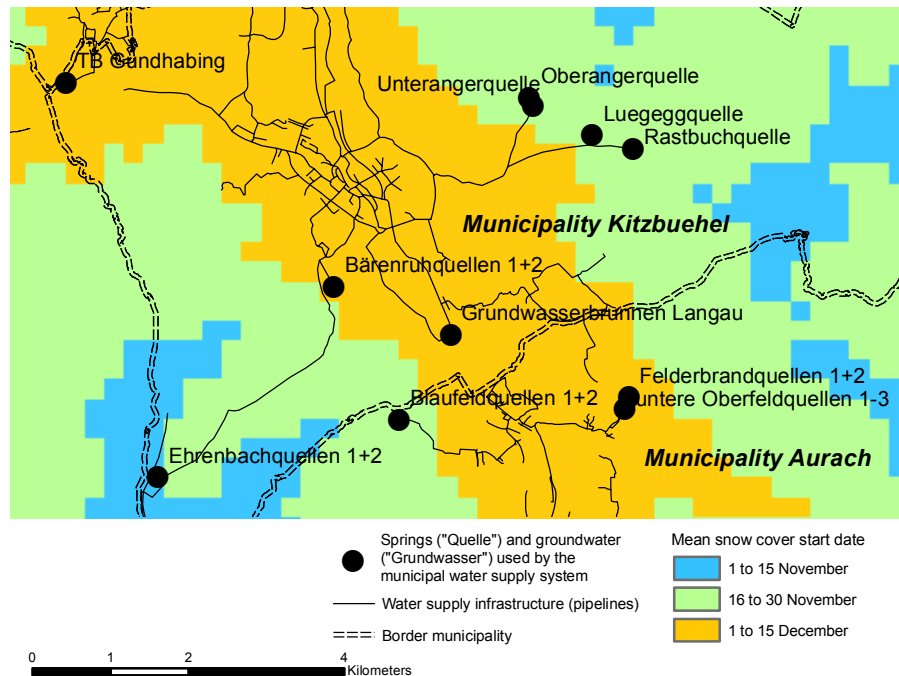 TB Gundhabing
Unterangerquelle
Oberangerquelle
Luegeggquelle
Rastbuchquelle
Municipality Kitzbuehel
Bärenruhquellen 1+2
Grundwasserbrunnen Langau
Felderbrandquellen 1+2
Blaufeldquellen 1+2
untere Oberfeldquellen 1-3
Municipality Aurach
Ehrenbachquellen 1+2
Springs ("Quelle") and groundwater
("Grundwasser") used by the
municipal water supply system
Water supply infrastructure (pipelines)
Border municipality
Mean snow cover start date
1 to 15 November
16 to 30 November
1 to 15 December
0 1 2 4
Kilometers